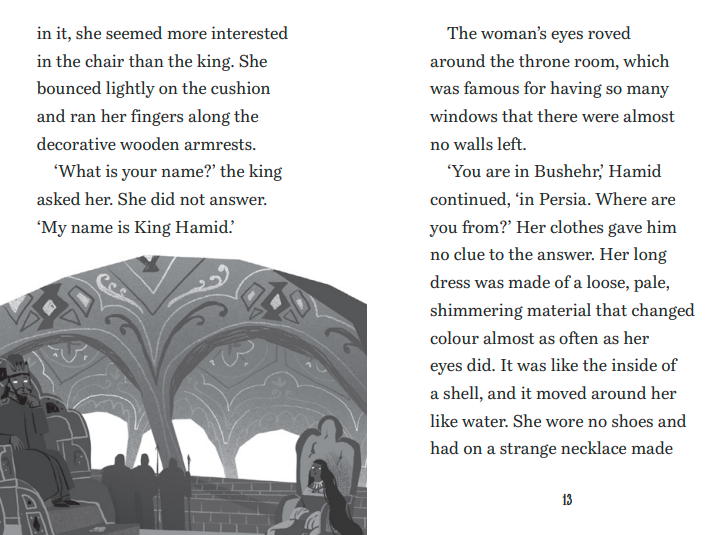 in it, she seemed more interested
in the chair than the king. She
bounced lightly on the cushion
and ran her fingers along the
decorative wooden armrests.
‘What is your name?’ the king
asked her. She did not answer.
‘My name is King Hamid.’
The woman’s eyes roved
around the throne room, which
was famous for having so many
windows that there were almost
no walls left.
‘You are in Bushehr,’ Hamid
continued, ‘in Persia. Where are
you from?’ Her clothes gave him
no clue to the answer. Her long
dress was made of a loose, pale,
shimmering material that changed
colour almost as often as her
eyes did. It was like the inside of
a shell, and it moved around her
like water. She wore no shoes and
had on a strange necklace made
13